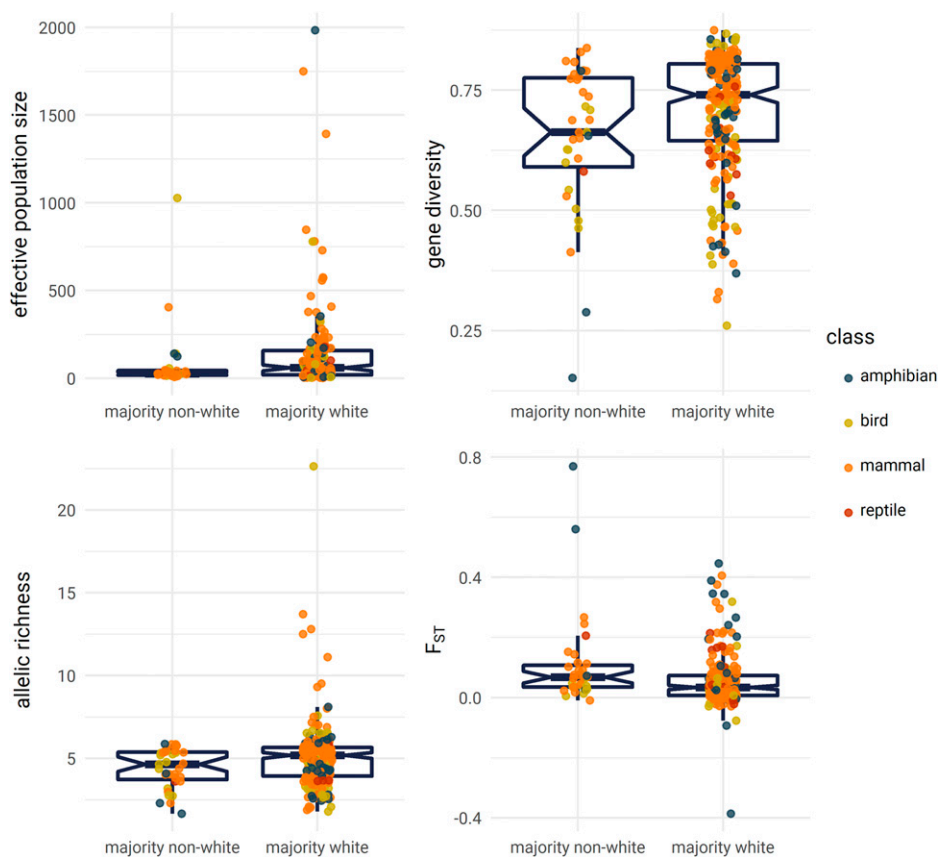 effective population size
2000
1500
1000
500
0
majority non-white
majority white
gene diversity
0.75
0.50
0.25
majority non-white
majority white
allelic richness
20
15
10
5
majority non-white
majority white
FST
0.8
0.4
0.0
-0.4
majority non-white
majority white
class
amphibian
bird
mammal
reptile